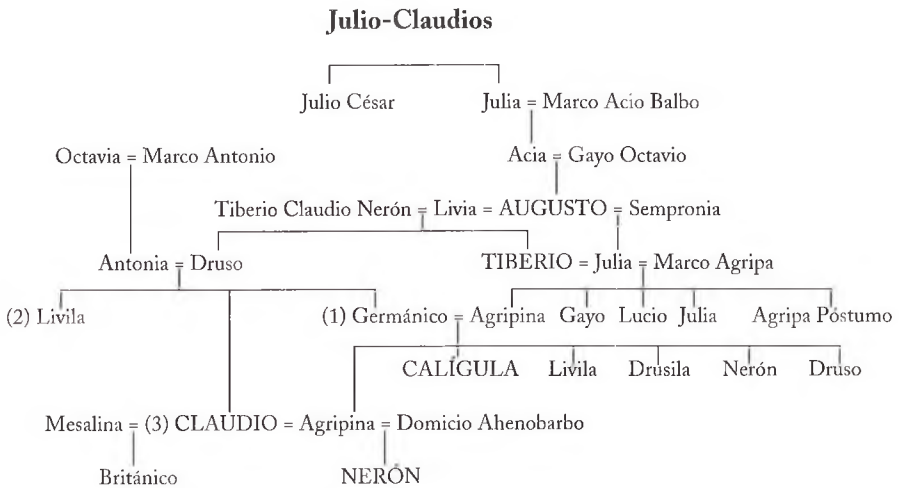 Julio-Claudios
Julio César Julia = Marco Acio Balbo
Octavia = Marco Antonio Acia = Gayo Octavio
Tiberio Claudio Nerón = Livia = AUGUSTO = Sempronia
Antonia = Druso TIBERIO = Julia = Marco Agripa
(2) Livila (1) Germánico = Agripina Gayo Lucio Julia Agripa Póstumo
CALÍGULA Livila Drusila Nerón Druso
Mesalina = (3) CLAUDIO = Agripina = Domicio Ahenobarbo
Británico NERÓN